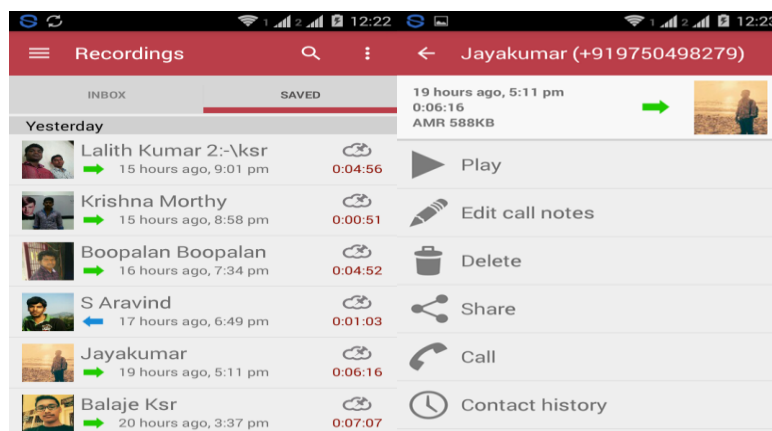 1 2 12:22
Recordings
INBOX SAVED
Yesterday
Lalith Kumar 2:-\ksr
15 hours ago, 9:01 pm 0:04:56
Krishna Morthy
15 hours ago, 8:58 pm 0:00:51
Boopalan Boopalan
16 hours ago, 7:34 pm 0:04:52
S Aravind
17 hours ago, 6:49 pm 0:01:03
Jayakumar
19 hours ago, 5:11 pm 0:06:16
Balaje Ksr
20 hours ago, 3:37 pm 0:07:07
1 2 12:23
Jayakumar (+919750498279)
19 hours ago, 5:11 pm
0:06:16
AMR 588KB
Play
Edit call notes
Delete
Share
Call
Contact history